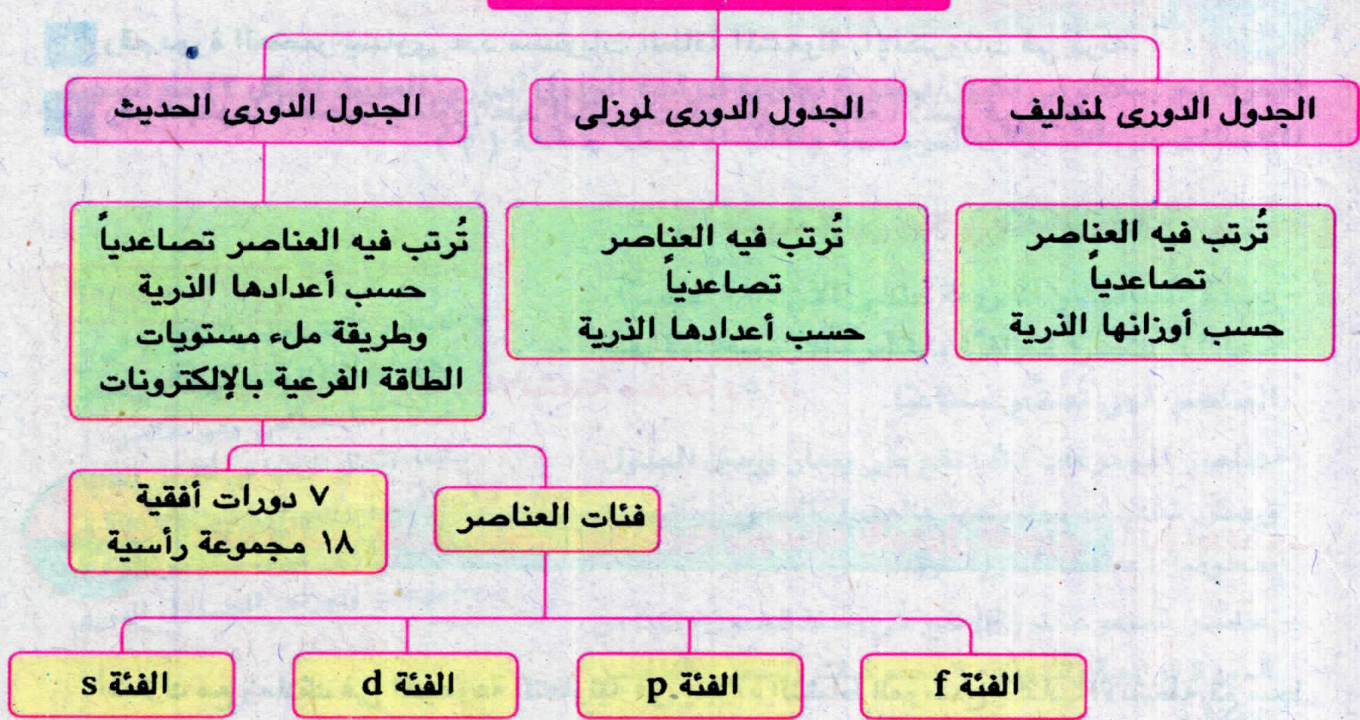 الجدول الدورى لمندليف
الجدول الدورى لموزلى
الجدول الدورى الحديث
تُرتب فيه العناصر
تصاعدياً
حسب أوزانها الذرية
تُرتب فيه العناصر
تصاعدياً
حسب أعدادها الذرية
تُرتب فيه العناصر تصاعدياً
حسب أعدادها الذرية
وطريقة ملء مستويات
الطاقة الفرعية بالإلكترونات
فئات العناصر
٧ دورات أفقية
١٨ مجموعة رأسية
الفئة f
الفئة p
الفئة d
الفئة s